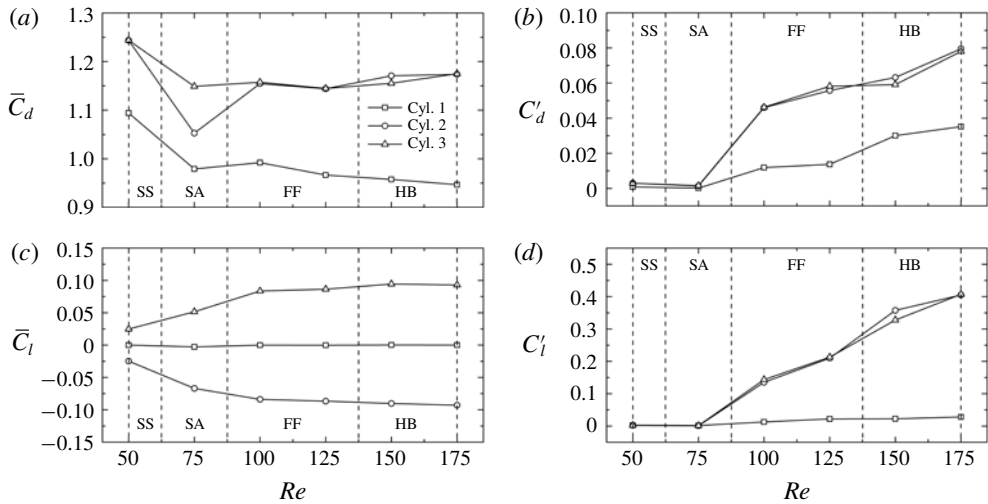 (a)
1.3
1.2
1.1
1.0
0.9
C̅d
SS
SA
FF
HB
Cyl. 1
Cyl. 2
Cyl. 3
(b)
0.10
0.08
0.06
0.04
0.02
0
C′d
SS
SA
FF
HB
(c)
0.15
0.10
0.05
0
−0.05
−0.10
−0.15
C̅l
SS
SA
FF
HB
50 75 100 125 150 175
Re
(d)
0.5
0.4
0.3
0.2
0.1
0
C′l
SS
SA
FF
HB
50 75 100 125 150 175
Re